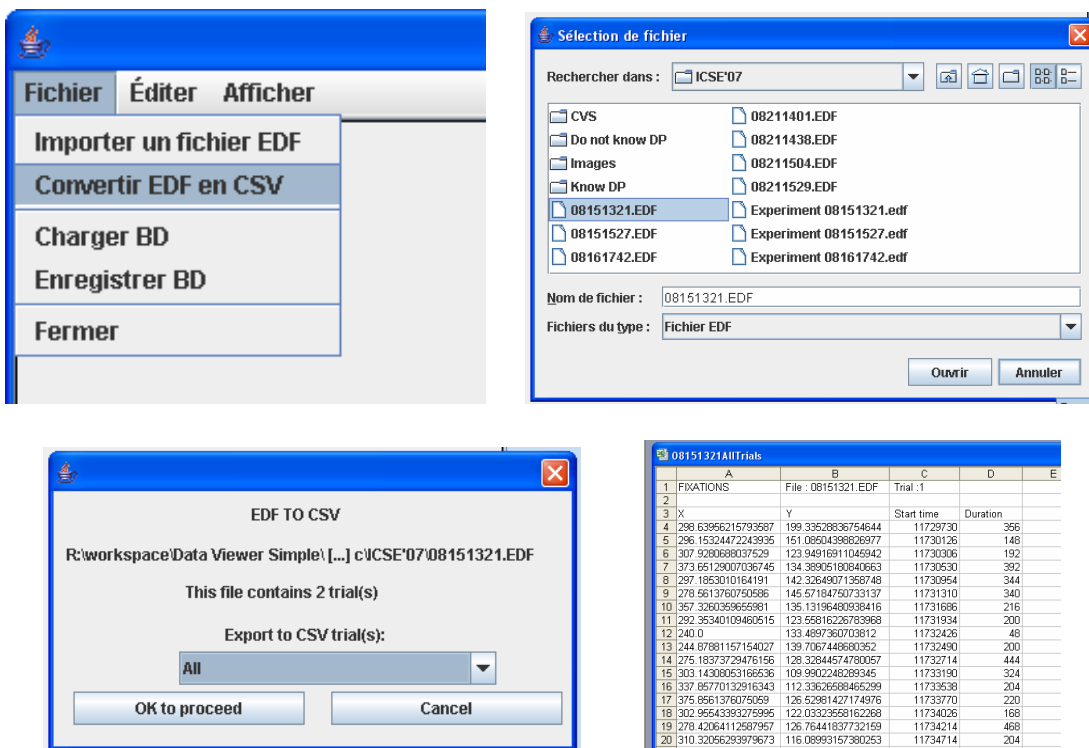 Fichier Éditer Afficher
Importer un fichier EDF
Convertir EDF en CSV
Charger BD
Enregistrer BD
Fermer
Sélection de fichier
Rechercher dans : ICSE'07
CVS
Do not know DP
Images
Know DP
08151321.EDF
08151527.EDF
08161742.EDF
08211401.EDF
08211438.EDF
08211504.EDF
08211529.EDF
Experiment 08151321.edf
Experiment 08151527.edf
Experiment 08161742.edf
Nom de fichier : 08151321.EDF
Fichiers du type : Fichier EDF
Ouvrir Annuler
EDF TO CSV
R:\workspace\Data Viewer Simple\ [...] c\ICSE'07\08151321.EDF
This file contains 2 trial(s)
Export to CSV trial(s):
All
OK to proceed Cancel
08151321AllTrials
A B C D E
1 FIXATIONS File : 08151321.EDF Trial :1
2
3 X Y Start time Duration
4 298.63956215793587 199.33528836754644 11729730 356
5 296.15324472243935 151.08504398826927 11730126 148
6 307.9280688037529 123.94916911045942 11730306 192
7 373.65129007036745 134.38905180840663 11730530 392
8 297.1853010164191 142.32649071358748 11730954 344
9 278.5613760750586 145.57184750733137 11731310 340
10 357.3260359655981 135.13196480938416 11731686 216
11 292.35340109460515 123.55816226783968 11731934 200
12 240.0 133.4897360703812 11732426 48
13 244.87881157154027 139.7067448680352 11732490 200
14 275.18373729476156 128.32844574780057 11732714 444
15 303.14308053166536 109.9902248289345 11733190 324
16 337.85770132916343 112.33626588465299 11733538 204
17 375.8561376075059 126.52981427174976 11733770 220
18 302.95543393275995 122.03323558162268 11734026 168
19 278.42064112587957 126.76441837732159 11734214 468
20 310.32056293979673 116.08993157380253 11734714 204